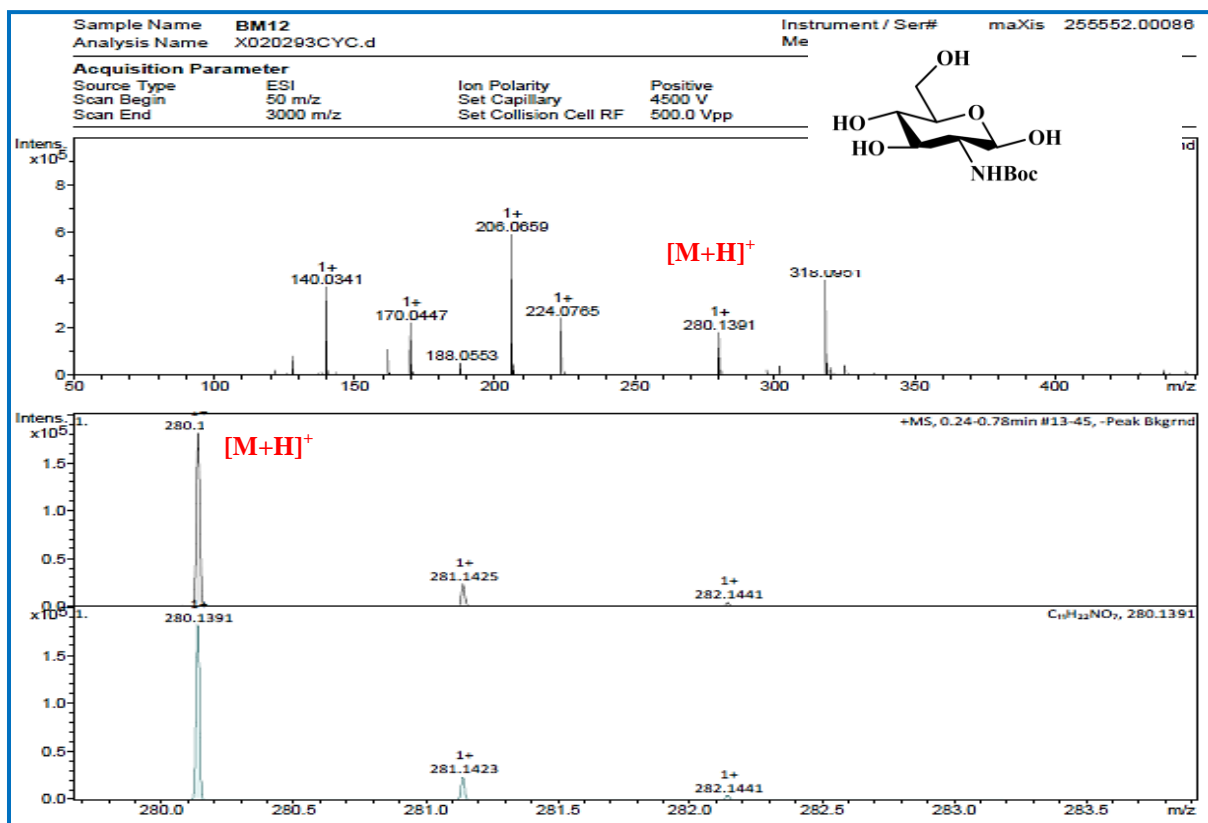 Sample Name BM12 Instrument / Ser# maXis 255552.00086
Analysis Name X020293CYC.d Me
Acquisition Parameter
Source Type ESI Ion Polarity Positive
Scan Begin 50 m/z Set Capillary 4500 V
Scan End 3000 m/z Set Collision Cell RF 500.0 Vpp
OH
O
HO
HO
OH
NHBoc
Intens.
x10⁵
nd
8
6
4
2
0
1+
140.0341
1+
170.0447
188.0553
1+
206.0659
1+
224.0765
[M+H]⁺
1+
280.1391
318.0951
50 100 150 200 250 300 350 400 m/z
Intens. 1.
x10⁵
+MS, 0.24-0.78min #13-45, -Peak Bkgrnd
280.1
[M+H]⁺
1.5
1.0
0.5
0.0
1+
281.1425
1+
282.1441
x10⁵ 1.
C₁₁H₂₂NO₇, 280.1391
280.1391
1.5
1.0
0.5
0.0
1+
281.1423
1+
282.1441
280.0 280.5 281.0 281.5 282.0 282.5 283.0 283.5 m/z